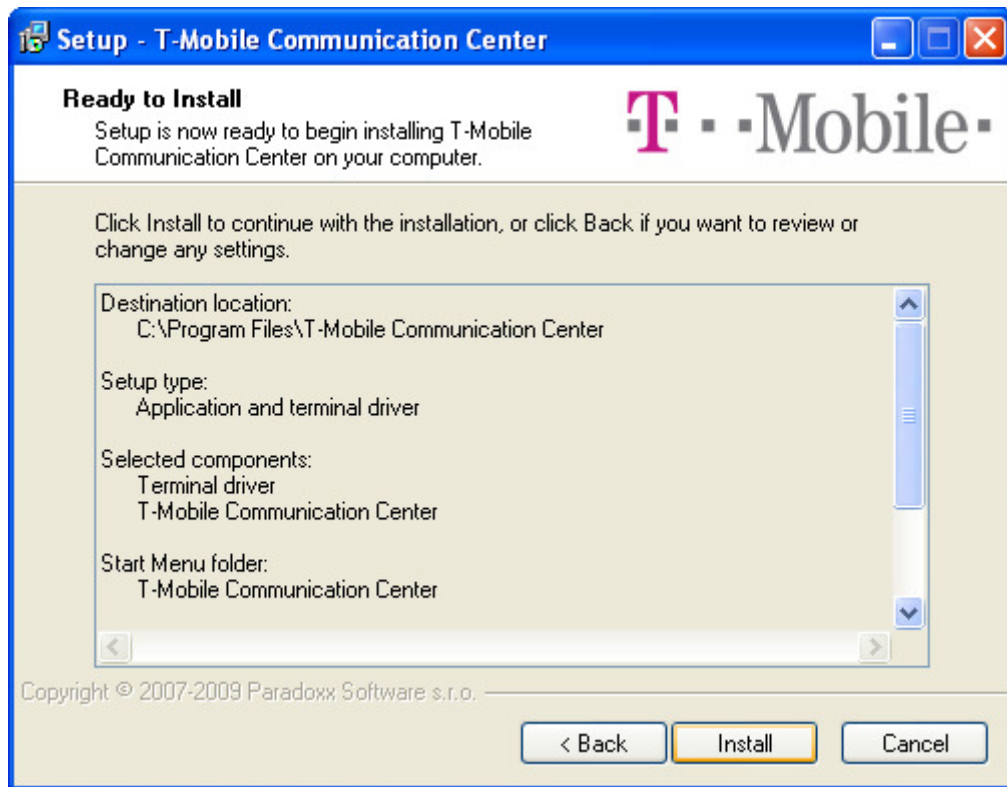 Setup - T-Mobile Communication Center
Ready to Install
Setup is now ready to begin installing T-Mobile
Communication Center on your computer.
T · · Mobile ·
Click Install to continue with the installation, or click Back if you want to review or
change any settings.
Destination location:
C:\Program Files\T-Mobile Communication Center
Setup type:
Application and terminal driver
Selected components:
Terminal driver
T-Mobile Communication Center
Start Menu folder:
T-Mobile Communication Center
Copyright © 2007-2009 Paradoxx Software s.r.o.
< Back
Install
Cancel